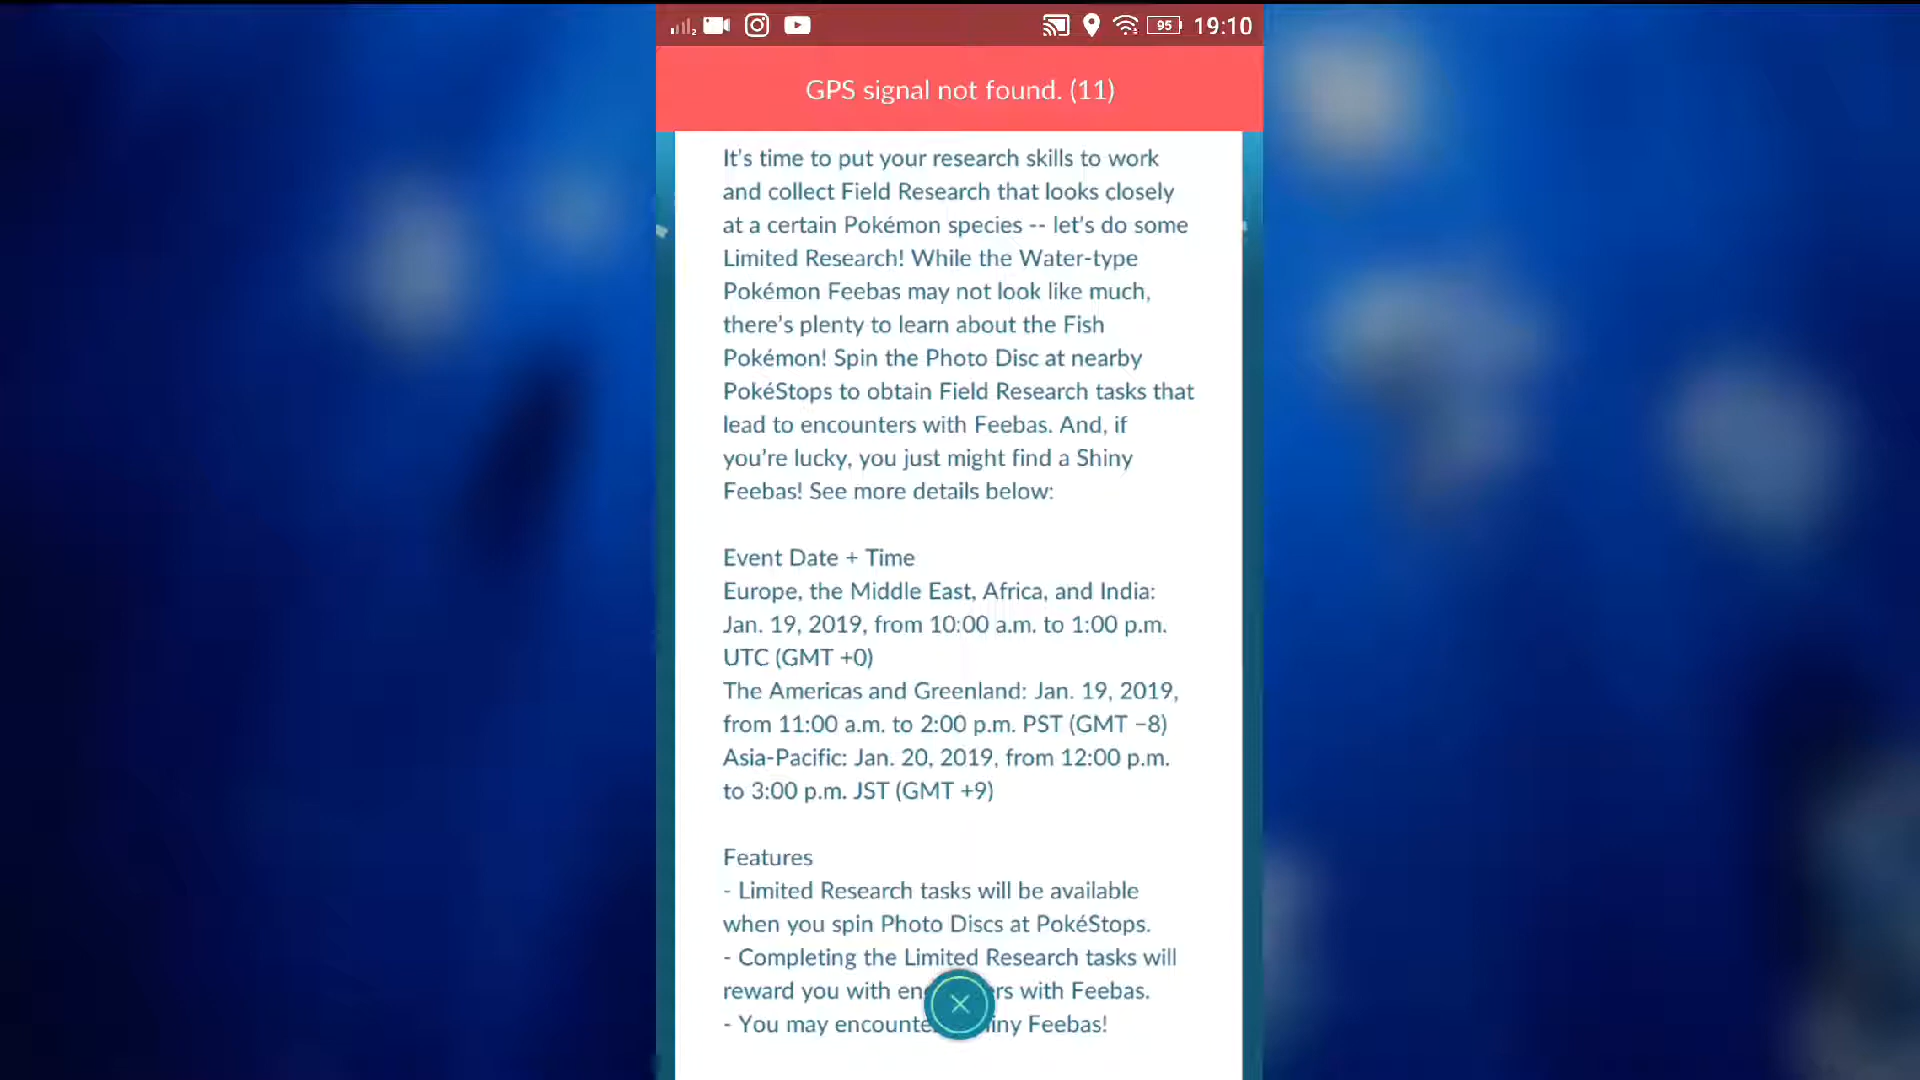 95 19:10
GPS signal not found. (11)
It's time to put your research skills to work
and collect Field Research that looks closely
at a certain Pokémon species -- let's do some
Limited Research! While the Water-type
Pokémon Feebas may not look like much,
there's plenty to learn about the Fish
Pokémon! Spin the Photo Disc at nearby
PokéStops to obtain Field Research tasks that
lead to encounters with Feebas. And, if
you're lucky, you just might find a Shiny
Feebas! See more details below:
Event Date + Time
Europe, the Middle East, Africa, and India:
Jan. 19, 2019, from 10:00 a.m. to 1:00 p.m.
UTC (GMT +0)
The Americas and Greenland: Jan. 19, 2019,
from 11:00 a.m. to 2:00 p.m. PST (GMT −8)
Asia-Pacific: Jan. 20, 2019, from 12:00 p.m.
to 3:00 p.m. JST (GMT +9)
Features
- Limited Research tasks will be available
when you spin Photo Discs at PokéStops.
- Completing the Limited Research tasks will
reward you with en rs with Feebas.
- You may encounte iny Feebas!